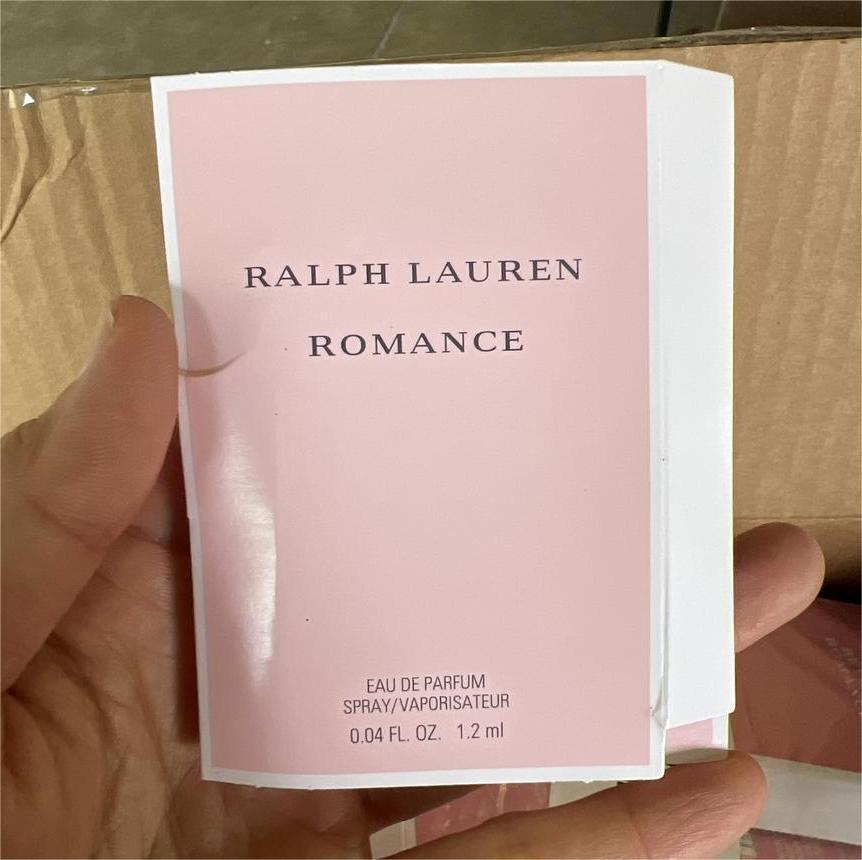 RALPH LAUREN
ROMANCE
EAU DE PARFUM
SPRAY/VAPORISATEUR
0.04 FL. OZ. 1.2 ml